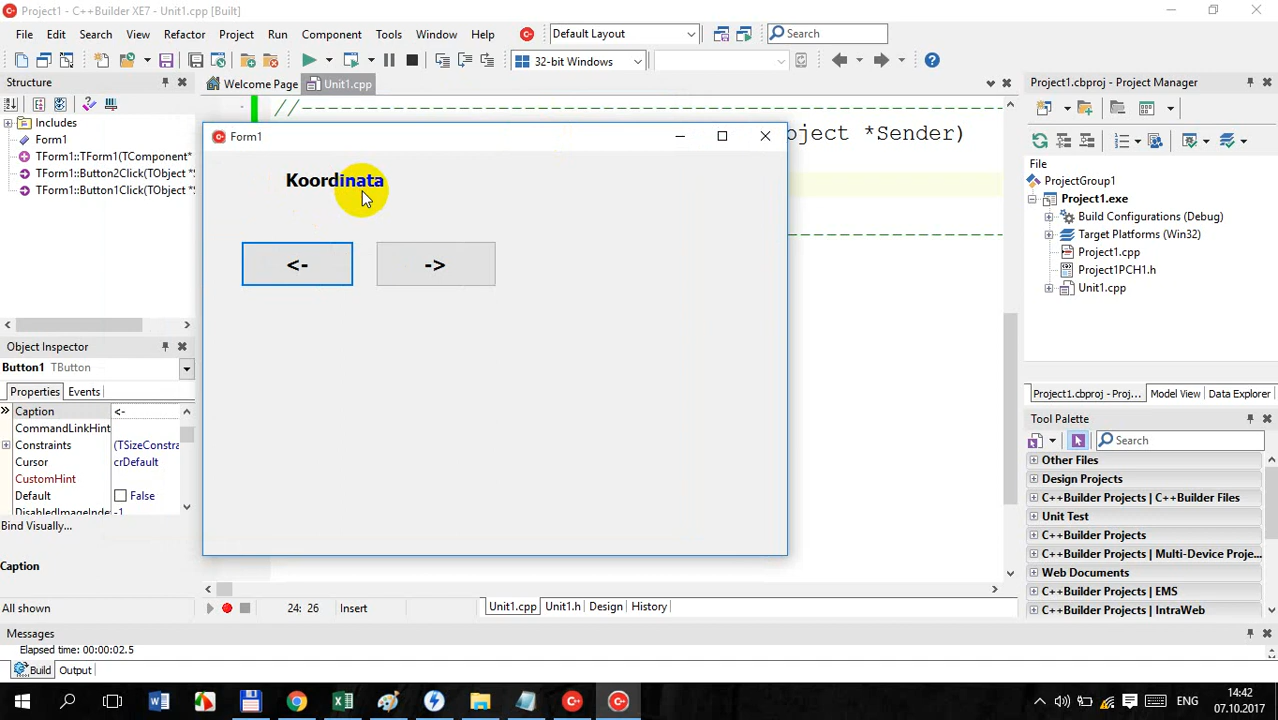 Project1 - C++Builder XE7 - Unit1.cpp [Built]
File Edit Search View Refactor Project Run Component Tools Window Help
Default Layout
Search
32-bit Windows
Structure
Welcome Page
Unit1.cpp
Project1.cbproj - Project Manager
//
Includes
Form1
TForm1::TForm1(TComponent*
TForm1::Button2Click(TObject *S
TForm1::Button1Click(TObject *S
Form1
bject *Sender)
Koordinata
<-
->
File
ProjectGroup1
Project1.exe
Build Configurations (Debug)
Target Platforms (Win32)
Project1.cpp
Project1PCH1.h
Unit1.cpp
Object Inspector
Button1 TButton
Properties Events
Caption <-
CommandLinkHint
Constraints (TSizeConstra
Cursor crDefault
CustomHint
Default False
DisabledImageIndex -1
Bind Visually...
Caption
All shown
Project1.cbproj - Proj... Model View Data Explorer
Tool Palette
Search
Other Files
Design Projects
C++Builder Projects | C++Builder Files
Unit Test
C++Builder Projects
C++Builder Projects | Multi-Device Proje...
Web Documents
C++Builder Projects | EMS
C++Builder Projects | IntraWeb
24: 26 Insert
Unit1.cpp Unit1.h Design History
Messages
Elapsed time: 00:00:02.5
Build Output
ENG
14:42
07.10.2017